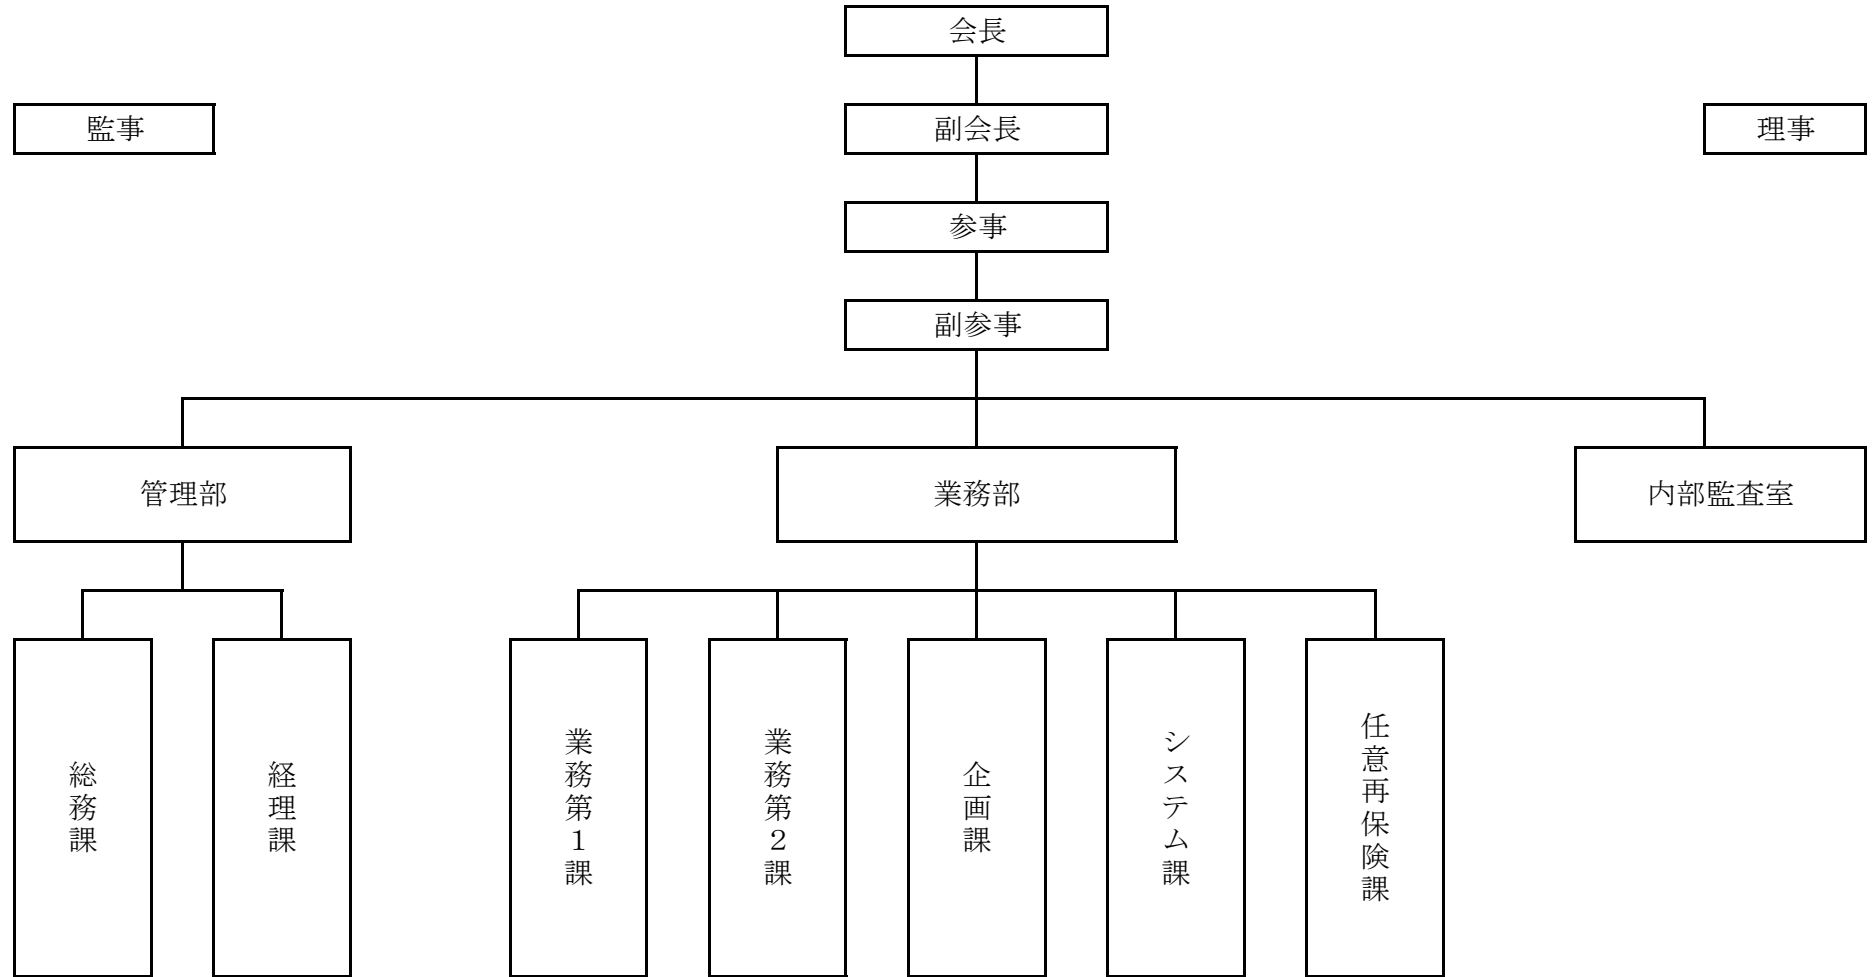 会長
監事
副会長
理事
参事
副参事
管理部
業務部
内部監査室
総務課
経理課
業務第１課
業務第２課
企画課
システム課
任意再保険課